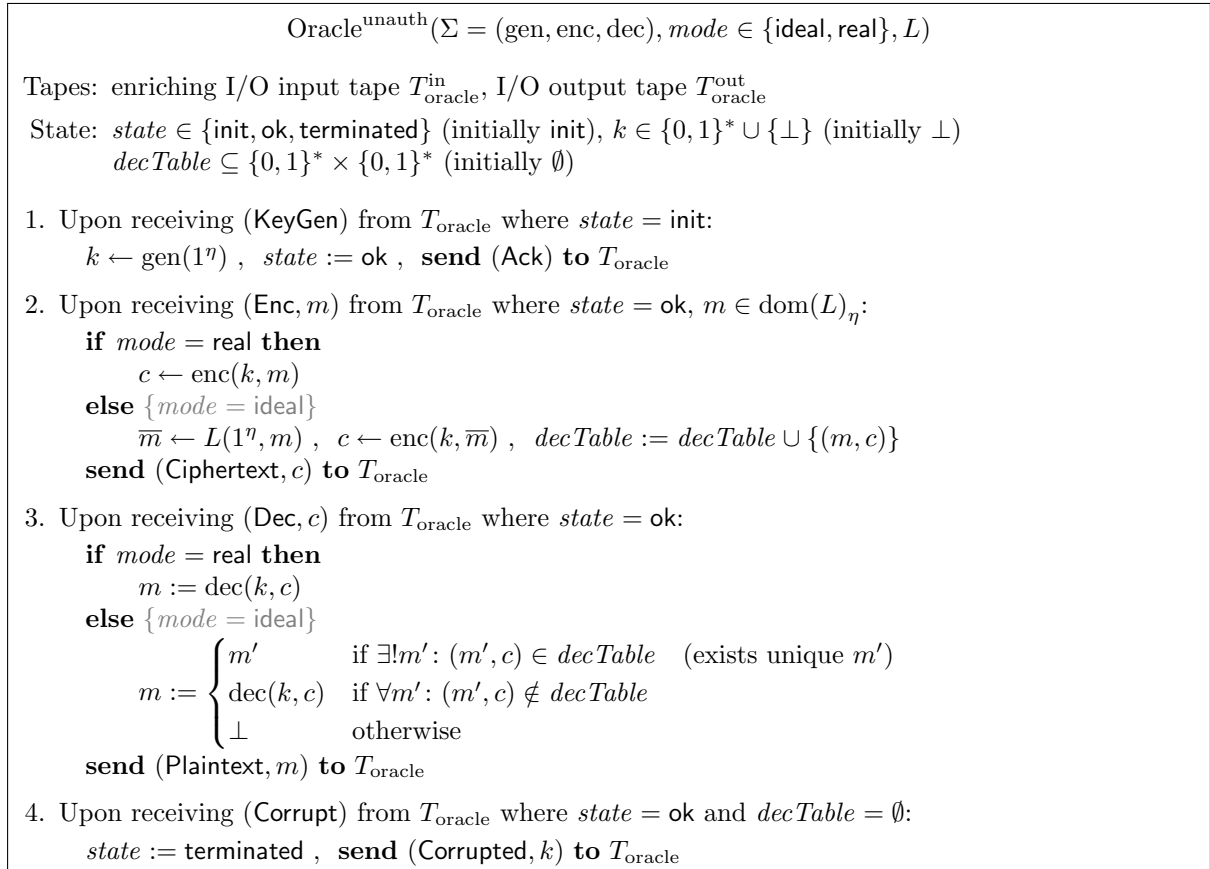 Oracle^unauth(Σ = (gen, enc, dec), mode ∈ {ideal, real}, L)
Tapes: enriching I/O input tape T^in_oracle, I/O output tape T^out_oracle
State: state ∈ {init, ok, terminated} (initially init), k ∈ {0, 1}* ∪ {⊥} (initially ⊥)
decTable ⊆ {0, 1}* × {0, 1}* (initially ∅)
1. Upon receiving (KeyGen) from T_oracle where state = init:
k ← gen(1^η) , state := ok , send (Ack) to T_oracle
2. Upon receiving (Enc, m) from T_oracle where state = ok, m ∈ dom(L)_η:
if mode = real then
c ← enc(k, m)
else {mode = ideal}
m̅ ← L(1^η, m) , c ← enc(k, m̅) , decTable := decTable ∪ {(m, c)}
send (Ciphertext, c) to T_oracle
3. Upon receiving (Dec, c) from T_oracle where state = ok:
if mode = real then
m := dec(k, c)
else {mode = ideal}
m := { m′ if ∃!m′: (m′, c) ∈ decTable (exists unique m′)
dec(k, c) if ∀m′: (m′, c) ∉ decTable
⊥ otherwise
send (Plaintext, m) to T_oracle
4. Upon receiving (Corrupt) from T_oracle where state = ok and decTable = ∅:
state := terminated , send (Corrupted, k) to T_oracle